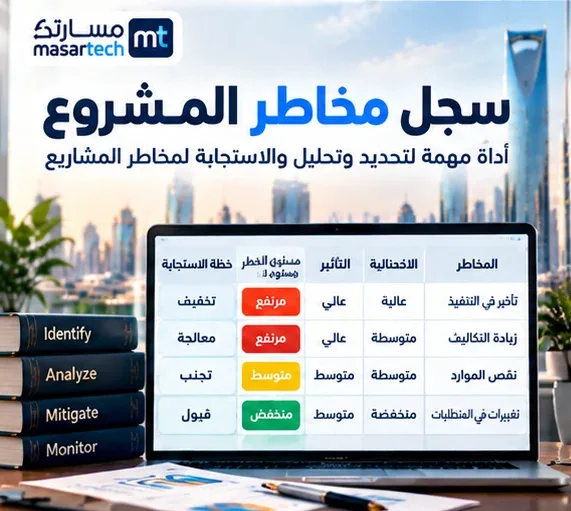 مسارتك
masartech
mt
سجل مخاطر المشروع
أداة مهمة لتحديد وتحليل والاستجابة لمخاطر المشاريع
المخاطر الاحتمالية التأثير مستوى الخطر خطة الاستجابة
تأخير في التنفيذ عالية عالي مرتفع تخفيف
زيادة التكاليف متوسطة عالي مرتفع معالجة
نقص الموارد متوسطة متوسط متوسط تجنب
تغييرات في المتطلبات منخفضة متوسط منخفض قبول
Identify
Analyze
Mitigate
Monitor